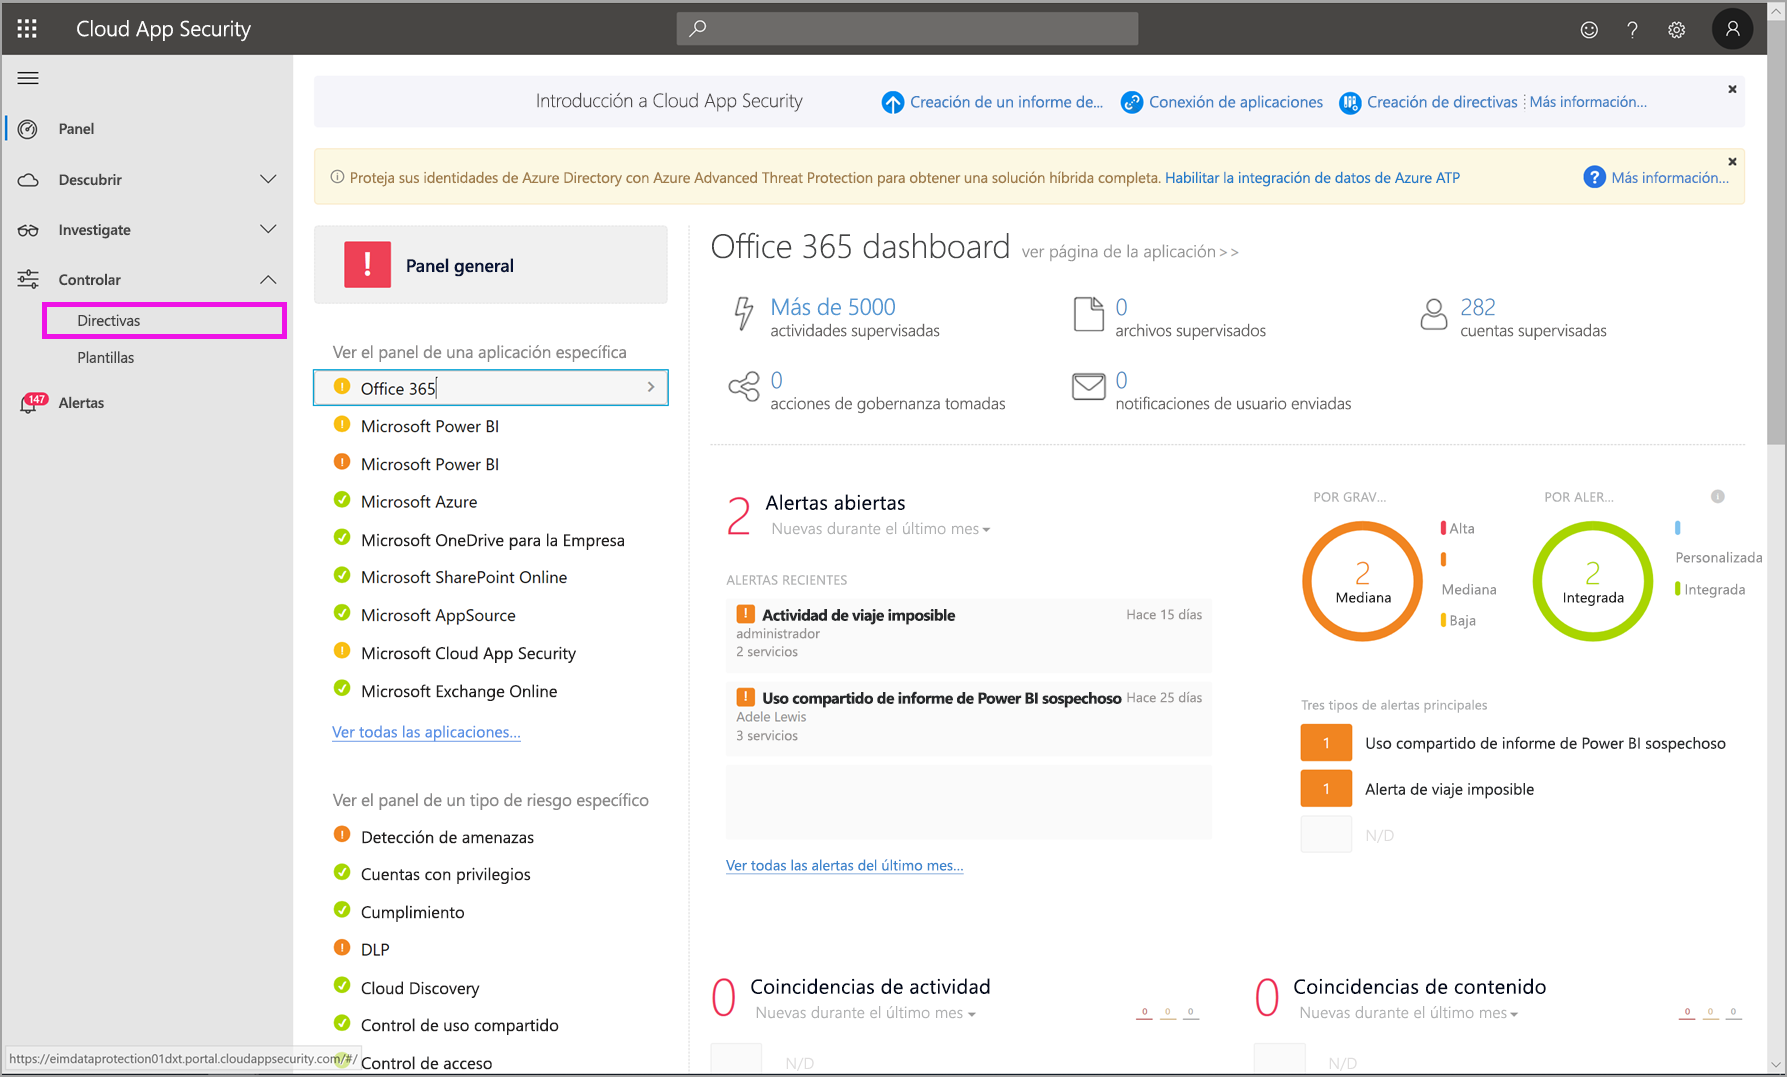 Cloud App Security
Introducción a Cloud App Security
Creación de un informe de...
Conexión de aplicaciones
Creación de directivas
Más información...
Panel
Descubrir
Investigate
Controlar
Directivas
Plantillas
147
Alertas
Proteja sus identidades de Azure Directory con Azure Advanced Threat Protection para obtener una solución híbrida completa. Habilitar la integración de datos de Azure ATP
Más información...
Panel general
Ver el panel de una aplicación específica
Office 365
Microsoft Power BI
Microsoft Power BI
Microsoft Azure
Microsoft OneDrive para la Empresa
Microsoft SharePoint Online
Microsoft AppSource
Microsoft Cloud App Security
Microsoft Exchange Online
Ver todas las aplicaciones...
Ver el panel de un tipo de riesgo específico
Detección de amenazas
Cuentas con privilegios
Cumplimiento
DLP
Cloud Discovery
Control de uso compartido
Control de acceso
https://eimdataprotection01dxt.portal.cloudappsecurity.com/#/
Office 365 dashboard
ver página de la aplicación>>
Más de 5000
actividades supervisadas
0
archivos supervisados
282
cuentas supervisadas
0
acciones de gobernanza tomadas
0
notificaciones de usuario enviadas
2
Alertas abiertas
Nuevas durante el último mes
ALERTAS RECIENTES
Actividad de viaje imposible
Hace 15 días
administrador
2 servicios
Uso compartido de informe de Power BI sospechoso
Hace 25 días
Adele Lewis
3 servicios
Ver todas las alertas del último mes...
POR GRAV...
2
Mediana
Alta
Mediana
Baja
POR ALER...
2
Integrada
Personalizada
Integrada
Tres tipos de alertas principales
1
Uso compartido de informe de Power BI sospechoso
1
Alerta de viaje imposible
N/D
0
Coincidencias de actividad
Nuevas durante el último mes
0 0 0
N/D
0
Coincidencias de contenido
Nuevas durante el último mes
0 0 0
N/D